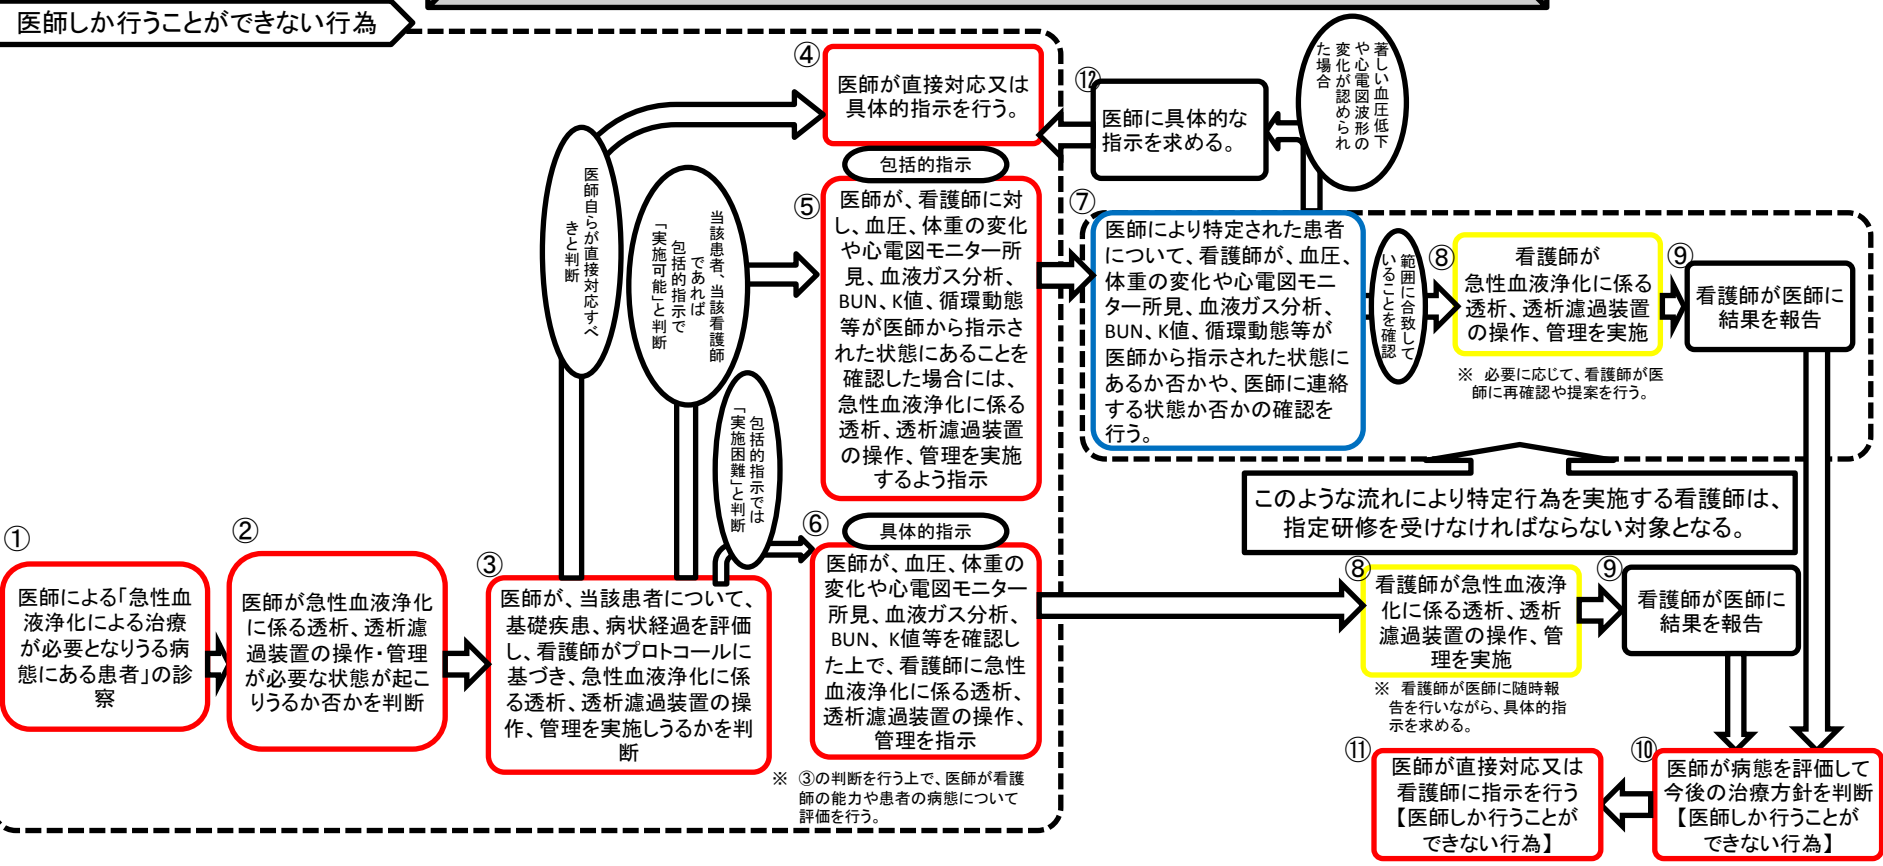 医師しか行うことができない行為
①
医師による「急性血
液浄化による治療
が必要となりうる病
態にある患者」の診
察
②
医師が急性血液浄化
に係る透析、透析濾
過装置の操作・管理
が必要な状態が起こ
りうるか否かを判断
③
医師が、当該患者について、
基礎疾患、病状経過を評価
し、看護師がプロトコールに
基づき、急性血液浄化に係
る透析、透析濾過装置の操
作、管理を実施しうるかを判
断
医師自らが直接対応すべ
きと判断
当該患者、当該看護師
であれば
包括的指示で
「実施可能」と判断
包括的指示では
「実施困難」と判断
④
医師が直接対応又は
具体的指示を行う。
包括的指示
⑤
医師が、看護師に対
し、血圧、体重の変化
や心電図モニター所
見、血液ガス分析、
BUN、K値、循環動態
等が医師から指示さ
れた状態にあることを
確認した場合には、
急性血液浄化に係る
透析、透析濾過装置
の操作、管理を実施
するよう指示
⑥
具体的指示
医師が、血圧、体重の
変化や心電図モニター
所見、血液ガス分析、
BUN、K値等を確認し
た上で、看護師に急性
血液浄化に係る透析、
透析濾過装置の操作、
管理を指示
※ ③の判断を行う上で、医師が看護
師の能力や患者の病態について
評価を行う。
⑫
医師に具体的な
指示を求める。
著しい血圧低下
や心電図波形の
変化が認められ
た場合
⑦
医師により特定された患者
について、看護師が、血圧、
体重の変化や心電図モニ
ター所見、血液ガス分析、
BUN、K値、循環動態等が
医師から指示された状態に
あるか否かや、医師に連絡
する状態か否かの確認を
行う。
範囲に合致して
いることを確認
⑧
看護師が
急性血液浄化に係る
透析、透析濾過装置
の操作、管理を実施
※ 必要に応じて、看護師が医
師に再確認や提案を行う。
⑨
看護師が医師に
結果を報告
このような流れにより特定行為を実施する看護師は、
指定研修を受けなければならない対象となる。
⑧
看護師が急性血液浄
化に係る透析、透析
濾過装置の操作、管
理を実施
※ 看護師が医師に随時報
告を行いながら、具体的指
示を求める。
⑨
看護師が医師に
結果を報告
⑩
医師が病態を評価して
今後の治療方針を判断
【医師しか行うことが
できない行為】
⑪
医師が直接対応又は
看護師に指示を行う
【医師しか行うことが
できない行為】